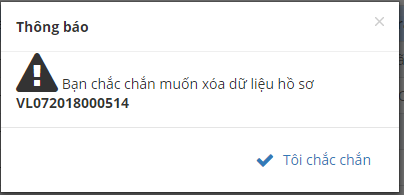 Thông báo
Bạn chắc chắn muốn xóa dữ liệu hồ sơ
VL072018000514
Tôi chắc chắn